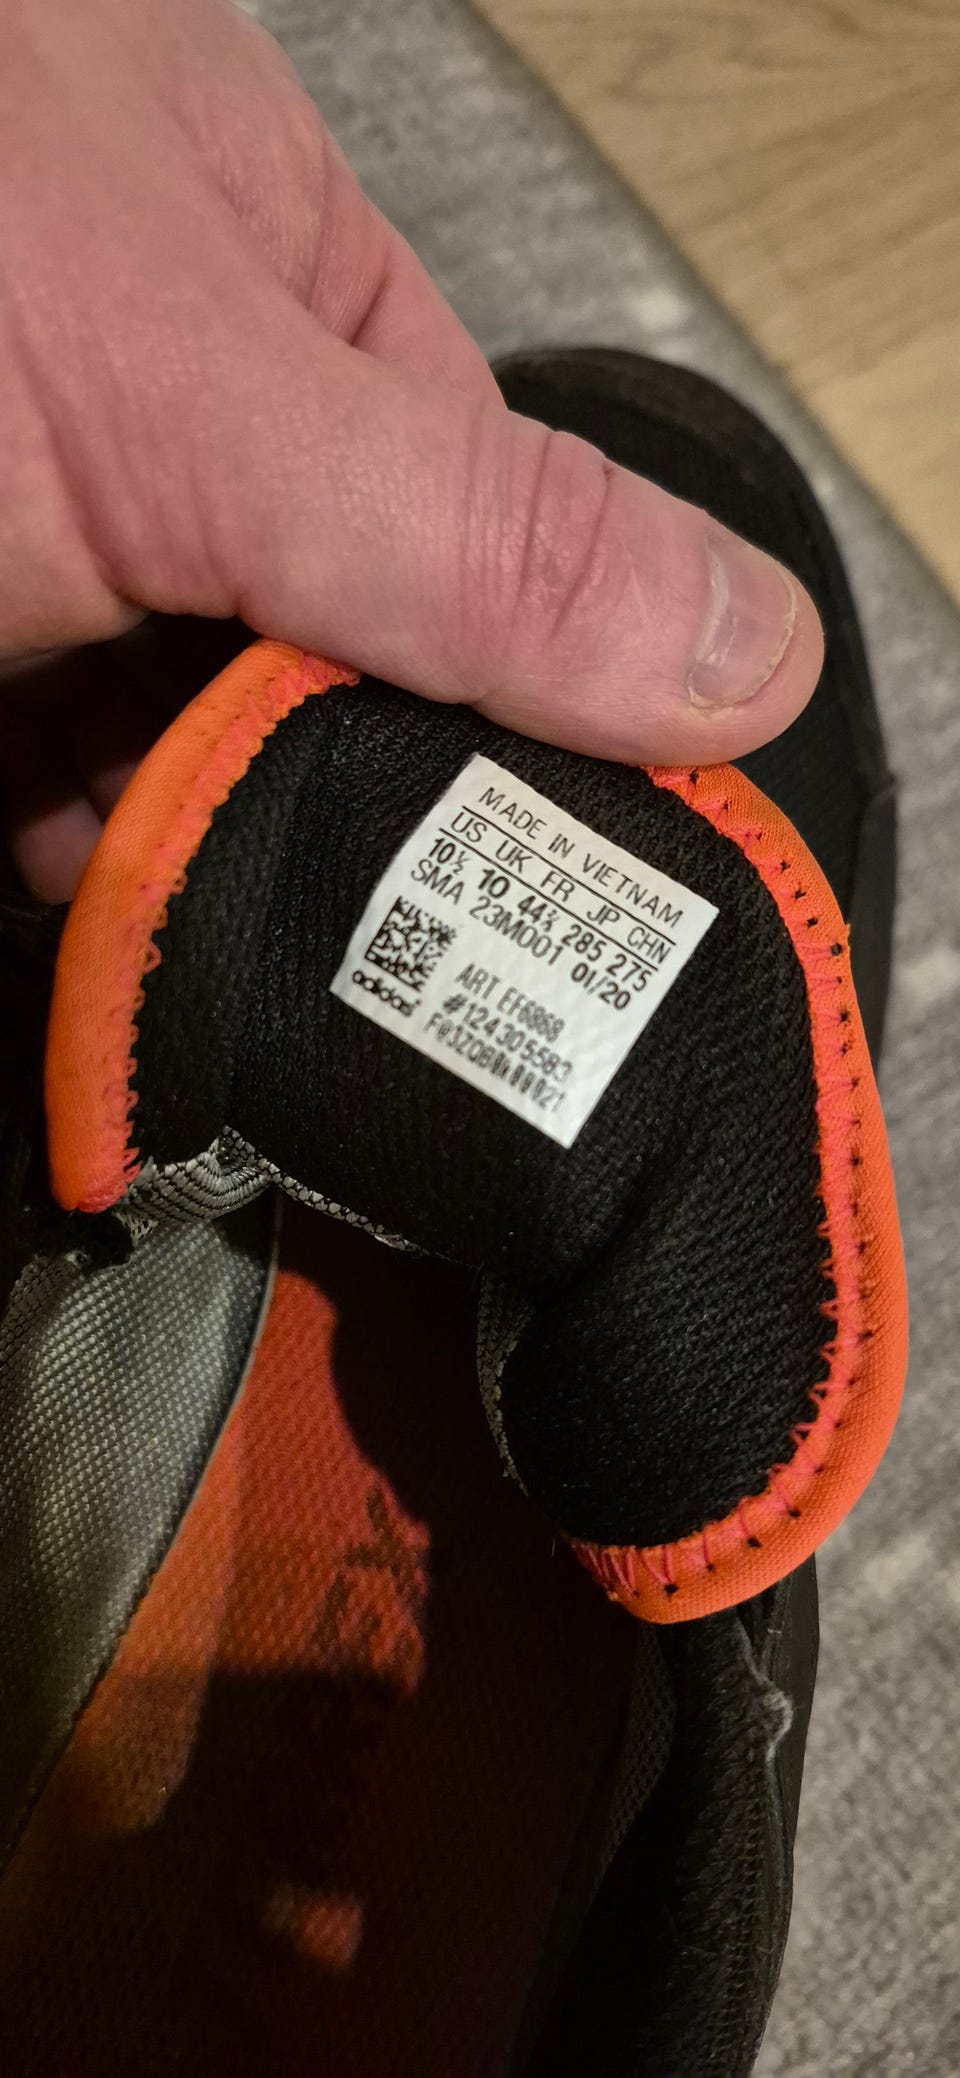 MADE IN VIETNAM
US UK FR JP CHN
10½ 10 44⅔ 285 275
SMA 23M001 01/20
ART EF6868
#124305583
adidas